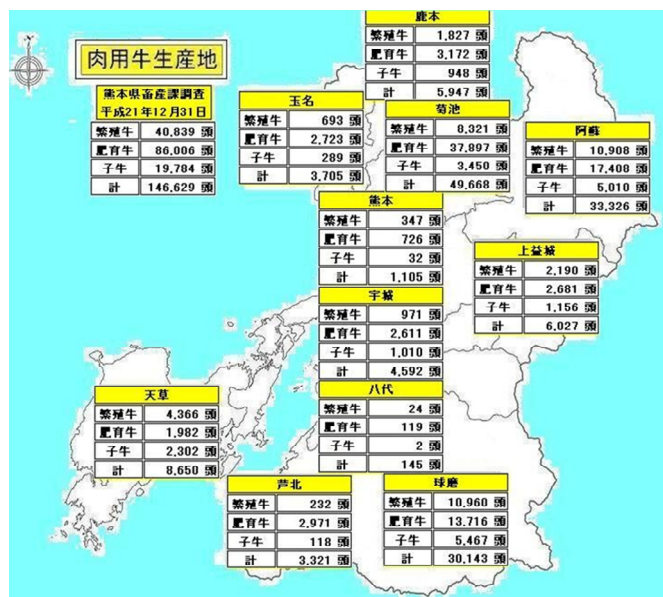 肉用牛生産地
熊本県畜産課調査
平成21年12月31日
繁殖牛 40,839 頭
肥育牛 86,006 頭
子牛 19,784 頭
計 146,629 頭
鹿本
繁殖牛 1,827 頭
肥育牛 3,172 頭
子牛 948 頭
計 5,947 頭
玉名
繁殖牛 693 頭
肥育牛 2,723 頭
子牛 289 頭
計 3,705 頭
菊池
繁殖牛 8,321 頭
肥育牛 37,897 頭
子牛 3,450 頭
計 49,668 頭
阿蘇
繁殖牛 10,908 頭
肥育牛 17,408 頭
子牛 5,010 頭
計 33,326 頭
熊本
繁殖牛 347 頭
肥育牛 726 頭
子牛 32 頭
計 1,105 頭
上益城
繁殖牛 2,190 頭
肥育牛 2,681 頭
子牛 1,156 頭
計 6,027 頭
宇城
繁殖牛 971 頭
肥育牛 2,611 頭
子牛 1,010 頭
計 4,592 頭
天草
繁殖牛 4,366 頭
肥育牛 1,982 頭
子牛 2,302 頭
計 8,650 頭
八代
繁殖牛 24 頭
肥育牛 119 頭
子牛 2 頭
計 145 頭
芦北
繁殖牛 232 頭
肥育牛 2,971 頭
子牛 118 頭
計 3,321 頭
球磨
繁殖牛 10,960 頭
肥育牛 13,716 頭
子牛 5,467 頭
計 30,143 頭